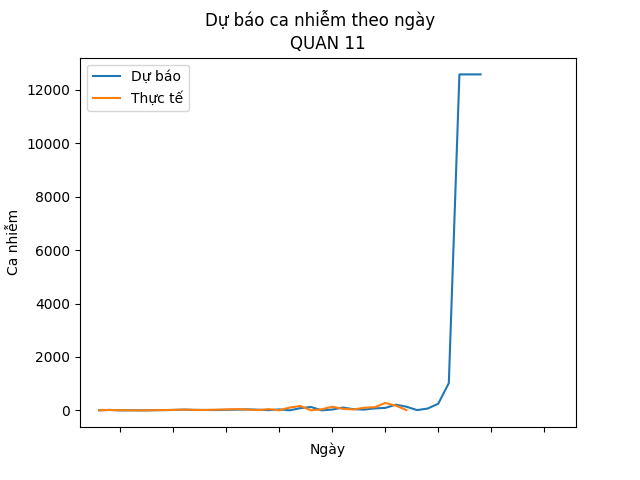 Dự báo ca nhiễm theo ngày
QUAN 11
Dự báo
Thực tế
12000
10000
8000
6000
4000
2000
0
Ca nhiễm
Ngày